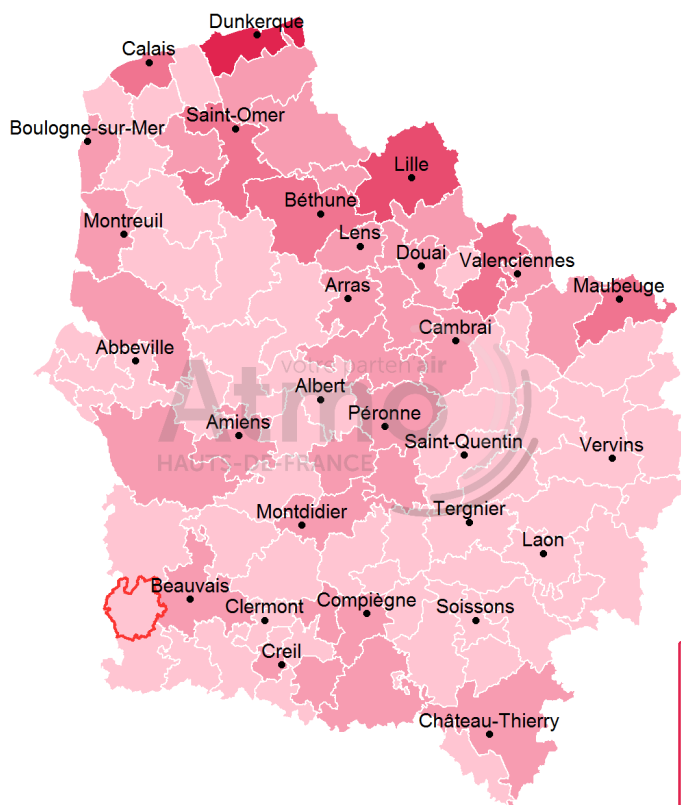 Dunkerque
Calais
Saint-Omer
Boulogne-sur-Mer
Lille
Béthune
Montreuil
Lens
Douai
Valenciennes
Arras
Maubeuge
Cambrai
Abbeville
votre parten'air
Albert
Atmo
Péronne
Amiens
Saint-Quentin
Vervins
HAUTS-DE-FRANCE
Montdidier
Tergnier
Laon
Beauvais
Clermont
Compiègne
Soissons
Creil
Château-Thierry